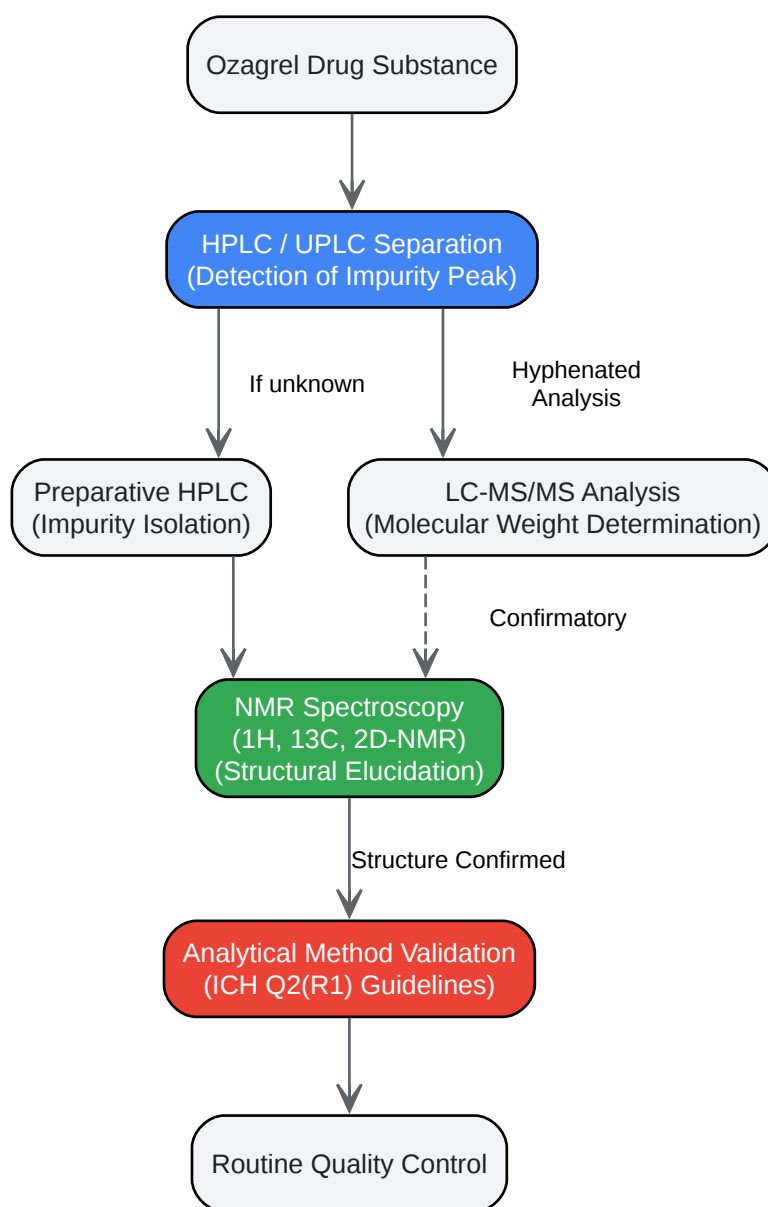 Ozagrel Drug Substance
HPLC / UPLC Separation
(Detection of Impurity Peak)
If unknown
Hyphenated
Analysis
Preparative HPLC
(Impurity Isolation)
LC-MS/MS Analysis
(Molecular Weight Determination)
Confirmatory
NMR Spectroscopy
(1H, 13C, 2D-NMR)
(Structural Elucidation)
Structure Confirmed
Analytical Method Validation
(ICH Q2(R1) Guidelines)
Routine Quality Control